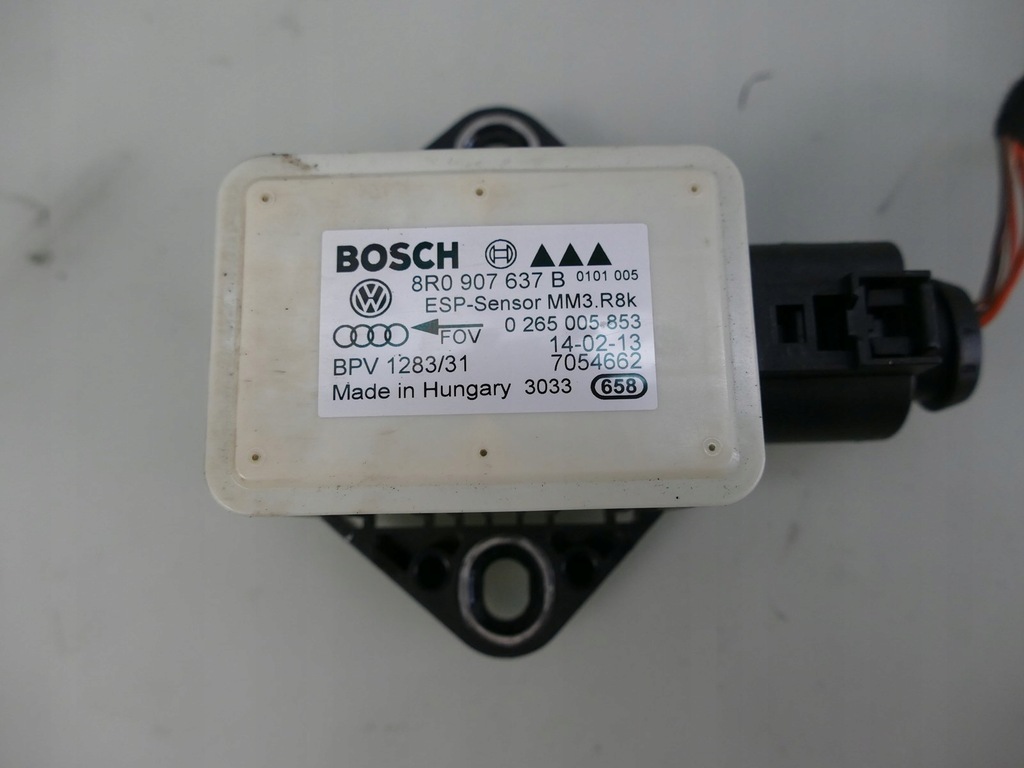 BOSCH
8R0 907 637 B 0101 005
ESP-Sensor MM3.R8k
FOV 0 265 005 853
14-02-13
BPV 1283/31 7054662
Made in Hungary 3033 658